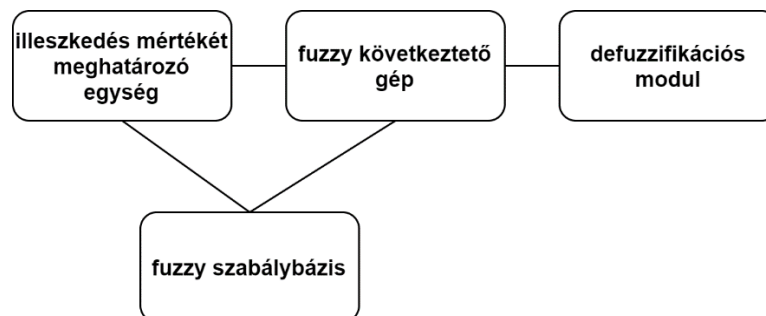 illeszkedés mértékét
meghatározó
egység
fuzzy következtető
gép
defuzzifikációs
modul
fuzzy szabálybázis